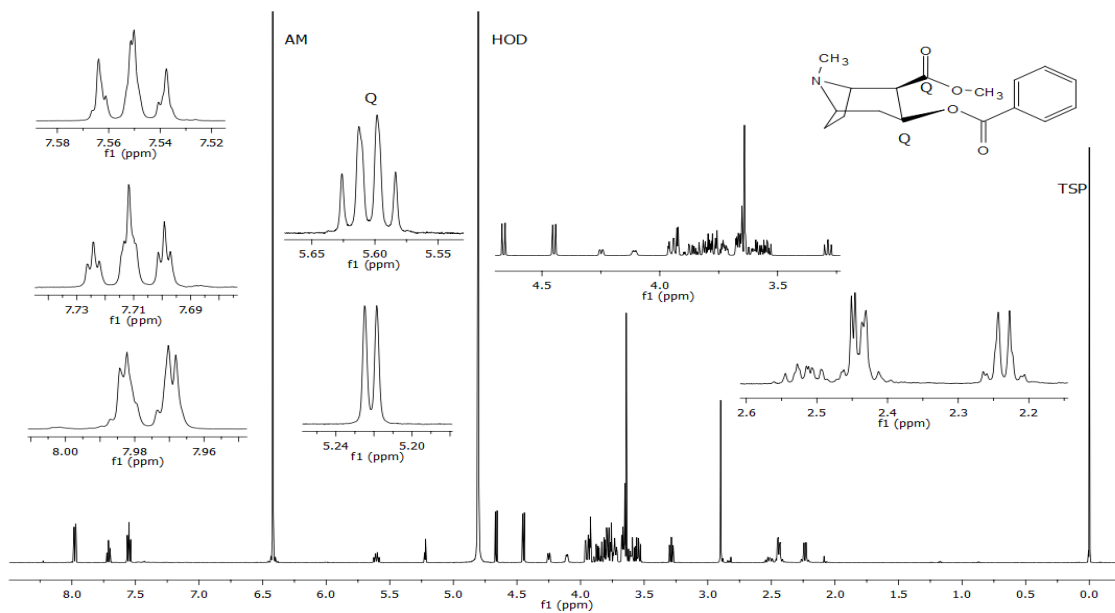 7.58 7.56 7.54 7.52
f1 (ppm)
7.73 7.71 7.69
f1 (ppm)
8.00 7.98 7.96
f1 (ppm)
AM
Q
5.65 5.60 5.55
f1 (ppm)
5.24 5.20
f1 (ppm)
HOD
4.5 4.0 3.5
f1 (ppm)
CH3
N
O
Q
O
CH3
O
Q
O
TSP
2.6 2.5 2.4 2.3 2.2
f1 (ppm)
8.0 7.5 7.0 6.5 6.0 5.5 5.0 4.5 4.0 3.5 3.0 2.5 2.0 1.5 1.0 0.5 0.0
f1 (ppm)